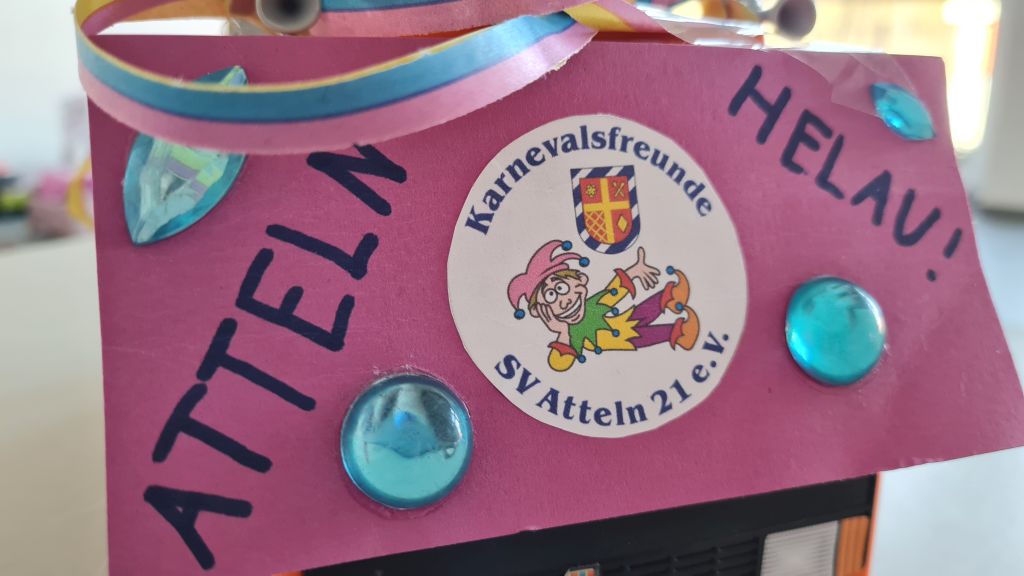 ATTELN
Karnevalsfreunde
SV Atteln 21 e.V.
HELAU!